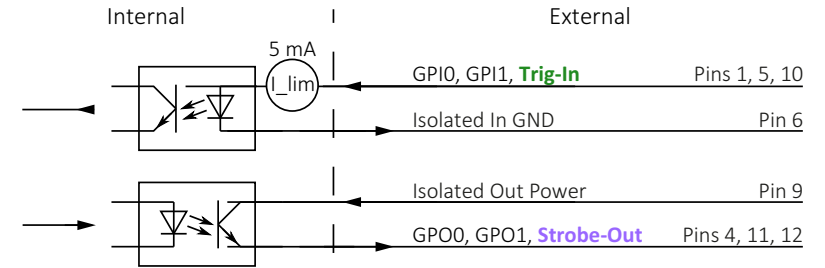 Internal External
5 mA
I_lim
GPI0, GPI1, Trig-In Pins 1, 5, 10
Isolated In GND Pin 6
Isolated Out Power Pin 9
GPO0, GPO1, Strobe-Out Pins 4, 11, 12